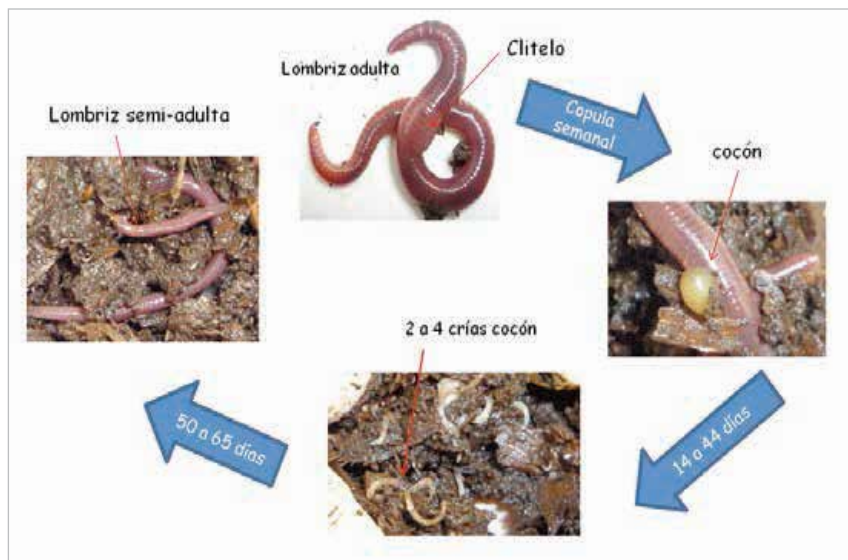 Lombriz adulta
Clitelo
Copula
semanal
cocón
14 a 44 días
2 a 4 crías cocón
50 a 65 días
Lombriz semi-adulta